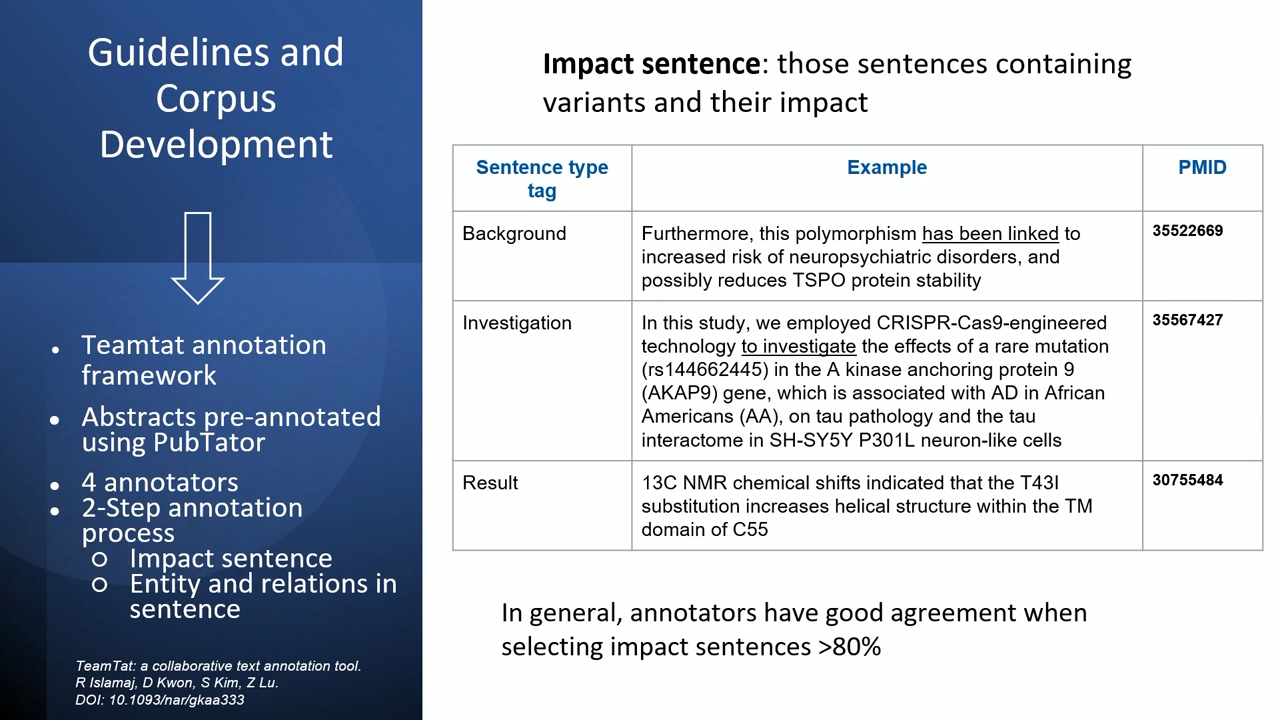 Guidelines and
Corpus
Development
• Teamtat annotation
framework
• Abstracts pre-annotated
using PubTator
• 4 annotators
• 2-Step annotation
process
○ Impact sentence
○ Entity and relations in
sentence
TeamTat: a collaborative text annotation tool.
R Islamaj, D Kwon, S Kim, Z Lu.
DOI: 10.1093/nar/gkaa333
Impact sentence: those sentences containing
variants and their impact
Sentence type
tag
Example
PMID
Background
Furthermore, this polymorphism has been linked to
increased risk of neuropsychiatric disorders, and
possibly reduces TSPO protein stability
35522669
Investigation
In this study, we employed CRISPR-Cas9-engineered
technology to investigate the effects of a rare mutation
(rs144662445) in the A kinase anchoring protein 9
(AKAP9) gene, which is associated with AD in African
Americans (AA), on tau pathology and the tau
interactome in SH-SY5Y P301L neuron-like cells
35567427
Result
13C NMR chemical shifts indicated that the T43I
substitution increases helical structure within the TM
domain of C55
30755484
In general, annotators have good agreement when
selecting impact sentences >80%